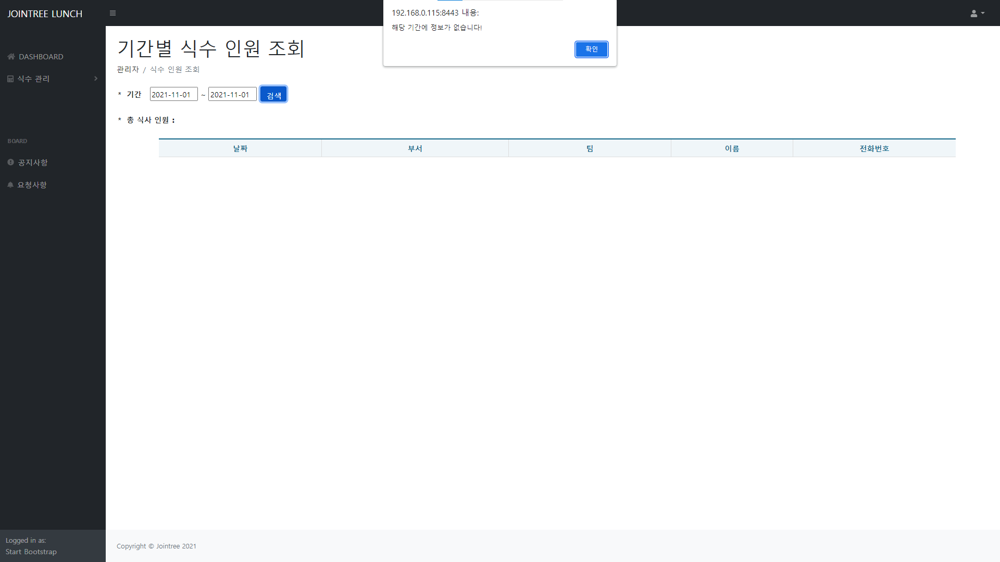 JOINTREE LUNCH
192.168.0.115:8443 내용:
해당 기간에 정보가 없습니다!
확인
DASHBOARD
식수 관리
BOARD
공지사항
요청사항
Logged in as:
Start Bootstrap
기간별 식수 인원 조회
관리자 / 식수 인원 조회
* 기간 2021-11-01 ~ 2021-11-01 검색
* 총 식사 인원 :
날짜 부서 팀 이름 전화번호
Copyright © Jointree 2021